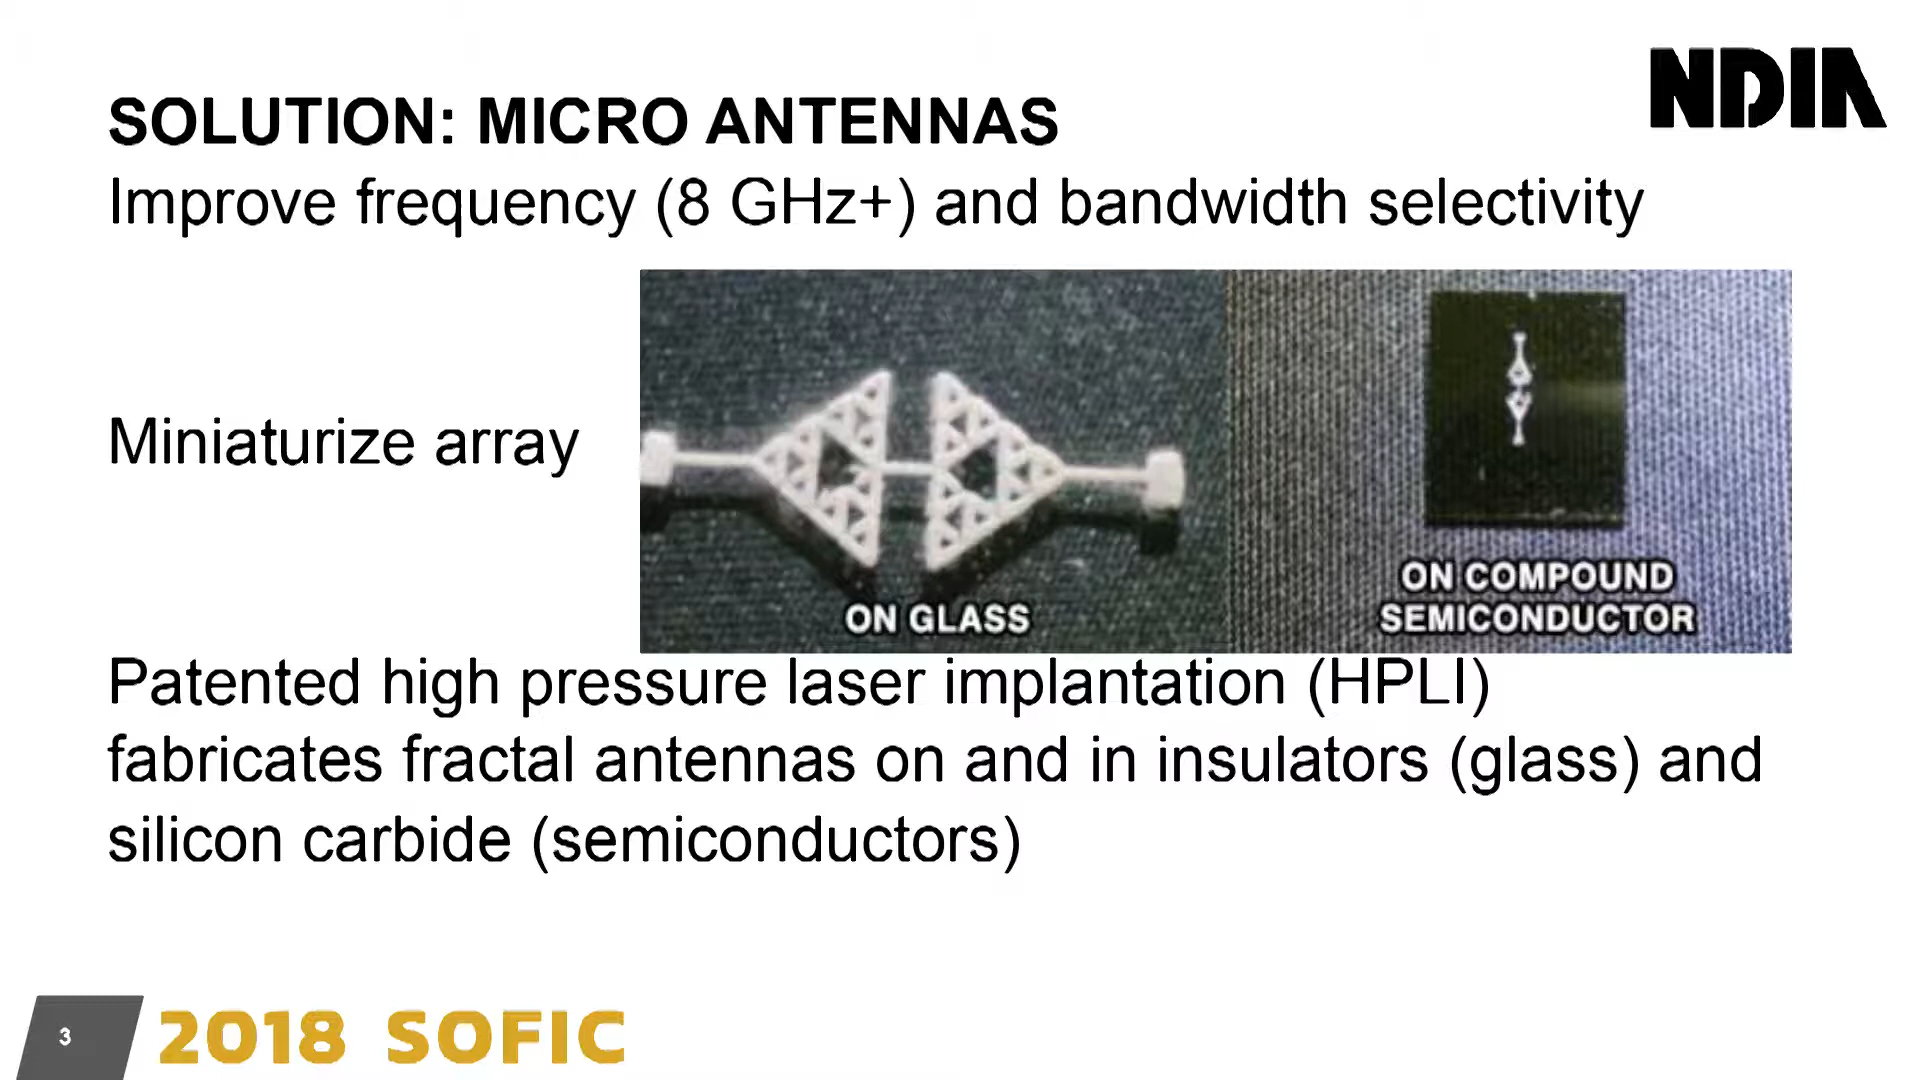 NDIA
SOLUTION: MICRO ANTENNAS
Improve frequency (8 GHz+) and bandwidth selectivity
Miniaturize array
ON GLASS
ON COMPOUND
SEMICONDUCTOR
Patented high pressure laser implantation (HPLI)
fabricates fractal antennas on and in insulators (glass) and
silicon carbide (semiconductors)
3
2018 SOFIC